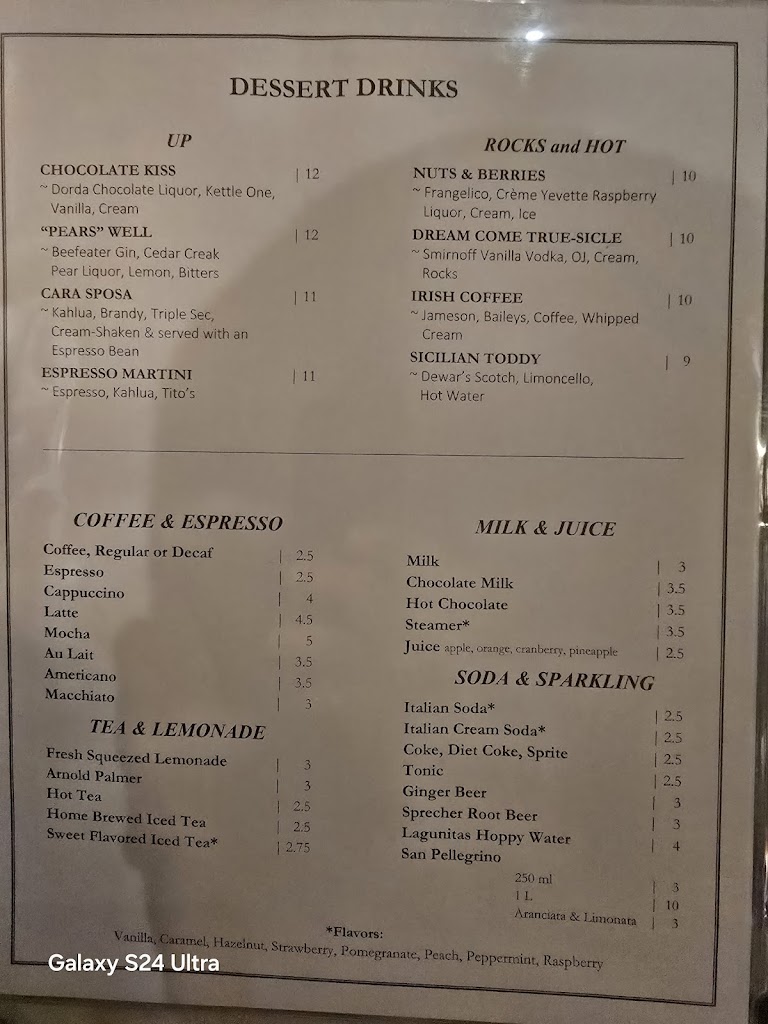 DESSERT DRINKS
UP
CHOCOLATE KISS | 12
~ Dorda Chocolate Liquor, Kettle One,
Vanilla, Cream
"PEARS" WELL | 12
~ Beefeater Gin, Cedar Creak
Pear Liquor, Lemon, Bitters
CARA SPOSA | 11
~ Kahlua, Brandy, Triple Sec,
Cream-Shaken & served with an
Espresso Bean
ESPRESSO MARTINI | 11
~ Espresso, Kahlua, Tito's
ROCKS and HOT
NUTS & BERRIES | 10
~ Frangelico, Crème Yevette Raspberry
Liquor, Cream, Ice
DREAM COME TRUE-SICLE | 10
~ Smirnoff Vanilla Vodka, OJ, Cream,
Rocks
IRISH COFFEE | 10
~ Jameson, Baileys, Coffee, Whipped
Cream
SICILIAN TODDY | 9
~ Dewar's Scotch, Limoncello,
Hot Water
COFFEE & ESPRESSO
Coffee, Regular or Decaf | 2.5
Espresso | 2.5
Cappuccino | 4
Latte | 4.5
Mocha | 5
Au Lait | 3.5
Americano | 3.5
Macchiato | 3
TEA & LEMONADE
Fresh Squeezed Lemonade | 3
Arnold Palmer | 3
Hot Tea | 2.5
Home Brewed Iced Tea | 2.5
Sweet Flavored Iced Tea* | 2.75
MILK & JUICE
Milk | 3
Chocolate Milk | 3.5
Hot Chocolate | 3.5
Steamer* | 3.5
Juice apple, orange, cranberry, pineapple | 2.5
SODA & SPARKLING
Italian Soda* | 2.5
Italian Cream Soda* | 2.5
Coke, Diet Coke, Sprite | 2.5
Tonic | 2.5
Ginger Beer | 3
Sprecher Root Beer | 3
Lagunitas Hoppy Water | 4
San Pellegrino
250 ml | 3
1 L | 10
Aranciata & Limonata | 3
*Flavors:
Vanilla, Caramel, Hazelnut, Strawberry, Pomegranate, Peach, Peppermint, Raspberry
Galaxy S24 Ultra